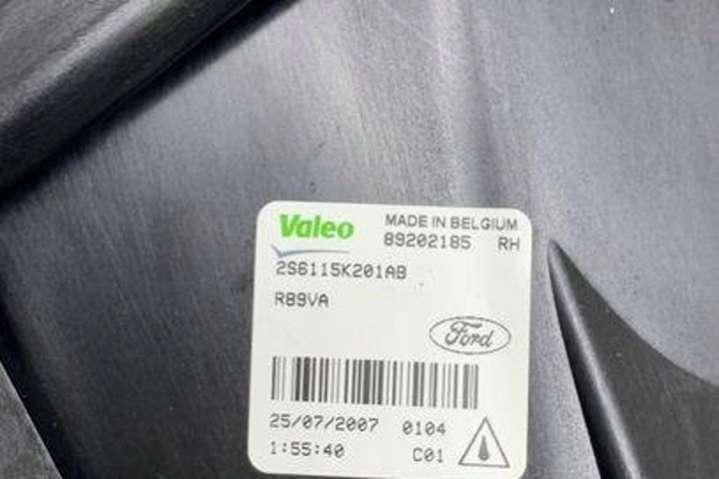 Valeo MADE IN BELGIUM
89202185 RH
2S6115K201AB
R89VA
Ford
25/07/2007 0104
1:55:40 C01